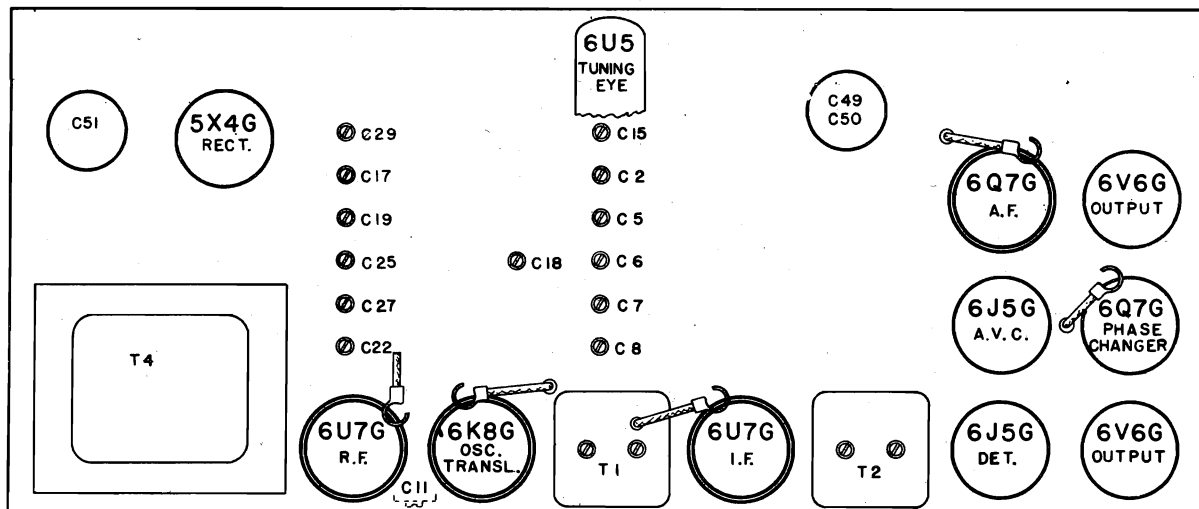 6U5
TUNING
EYE
C51
5X4G
RECT.
C49
C50
C29
C17
C19
C25
C27
C22
C18
C15
C2
C5
C6
C7
C8
6Q7G
A.F.
6V6G
OUTPUT
6J5G
A.V.C.
6Q7G
PHASE
CHANGER
T4
6U7G
R.F.
C11
6K8G
OSC.
TRANSL.
T1
6U7G
I.F.
T2
6J5G
DET.
6V6G
OUTPUT